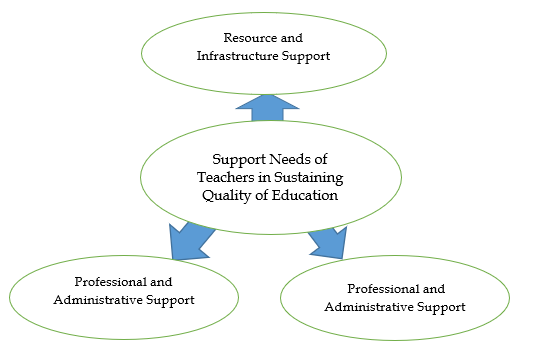 Resource and
Infrastructure Support
Support Needs of
Teachers in Sustaining
Quality of Education
Professional and
Administrative Support
Professional and
Administrative Support